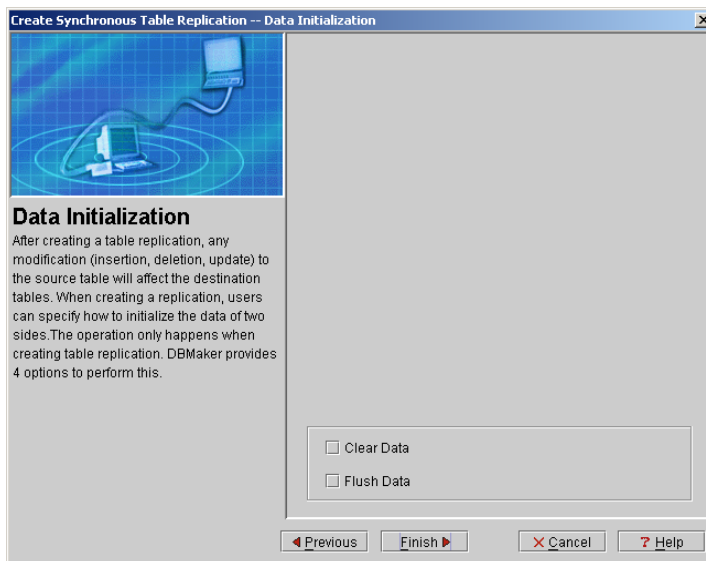 Create Synchronous Table Replication -- Data Initialization
Data Initialization
After creating a table replication, any
modification (insertion, deletion, update) to
the source table will affect the destination
tables. When creating a replication, users
can specify how to initialize the data of two
sides.The operation only happens when
creating table replication. DBMaker provides
4 options to perform this.
Clear Data
Flush Data
Previous
Finish
Cancel
Help